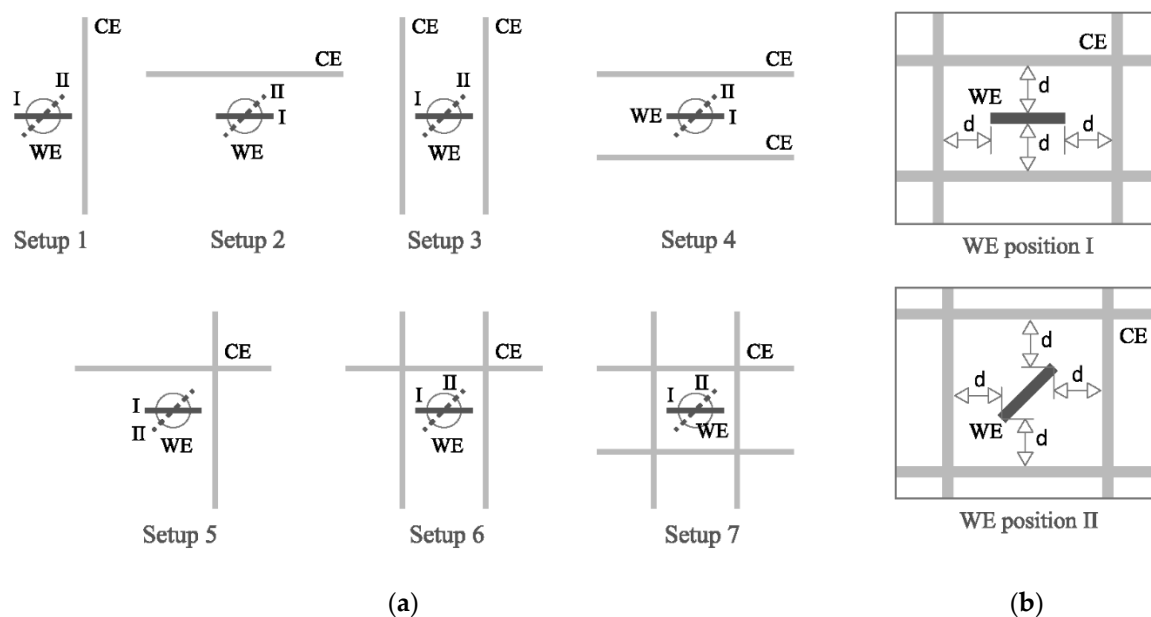 CE
I
II
WE
Setup 1
CE
II
I
WE
Setup 2
CE
CE
I
II
WE
Setup 3
CE
II
WE
I
CE
Setup 4
CE
I
II
WE
Setup 5
CE
I
II
WE
Setup 6
CE
I
II
WE
Setup 7
(a)
CE
d
WE
d
d
d
WE position I
d
CE
d
d
WE
d
WE position II
(b)